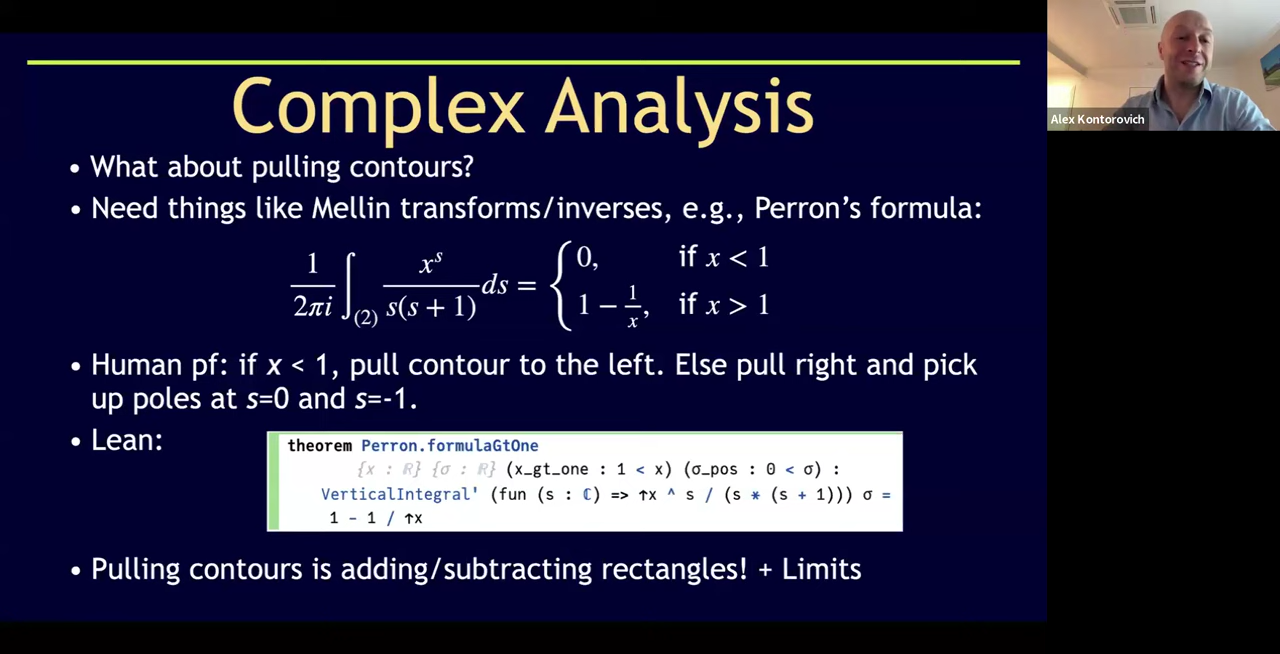 Complex Analysis
Alex Kontorovich
• What about pulling contours?
• Need things like Mellin transforms/inverses, e.g., Perron's formula:
1/2πi ∫(2) x^s/s(s + 1) ds = { 0, if x < 1
1 − 1/x, if x > 1
• Human pf: if x < 1, pull contour to the left. Else pull right and pick
up poles at s=0 and s=-1.
• Lean:
theorem Perron.formulaGtOne
{x : ℝ} {σ : ℝ} (x_gt_one : 1 < x) (σ_pos : 0 < σ) :
VerticalIntegral' (fun (s : ℂ) => ↑x ^ s / (s * (s + 1))) σ =
1 - 1 / ↑x
• Pulling contours is adding/subtracting rectangles! + Limits